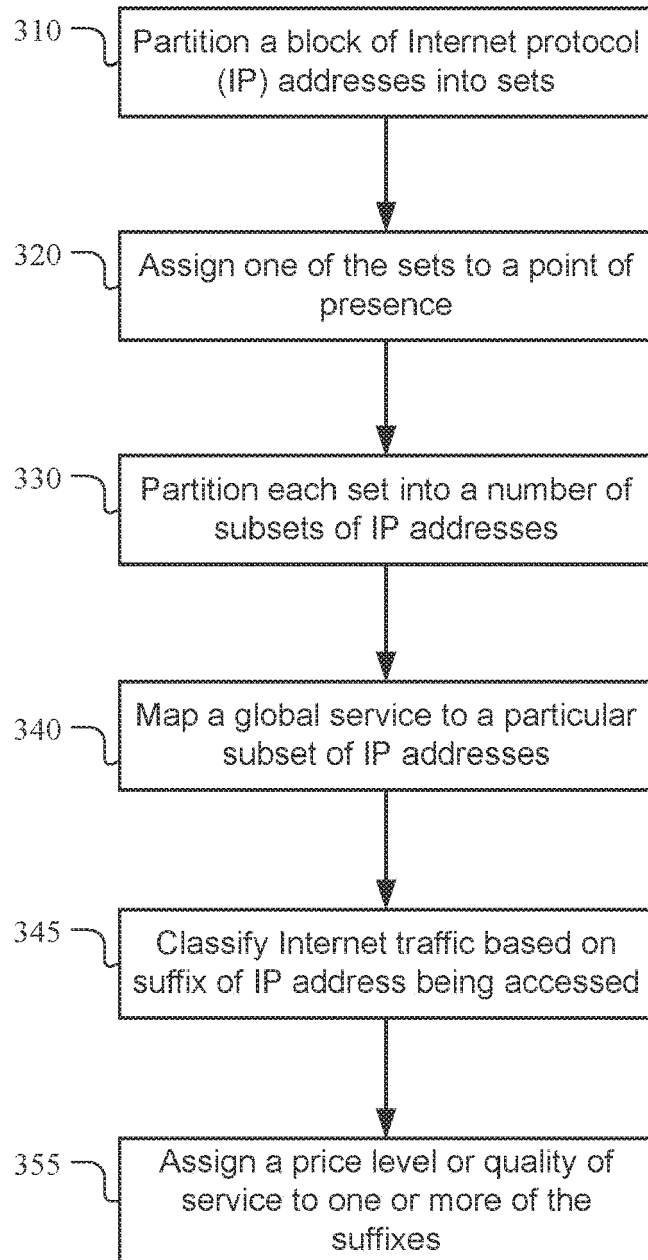 310
Partition a block of Internet protocol
(IP) addresses into sets
320
Assign one of the sets to a point of
presence
330
Partition each set into a number of
subsets of IP addresses
340
Map a global service to a particular
subset of IP addresses
345
Classify Internet traffic based on
suffix of IP address being accessed
355
Assign a price level or quality of
service to one or more of the
suffixes